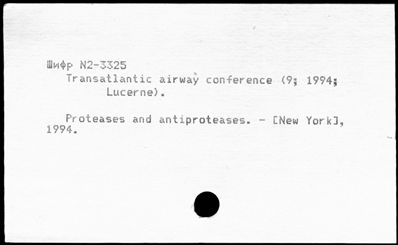 Шифр N2-3325
Transatlantic airway conference (9; 1994;
Lucerne).
Proteases and antiproteases. - [New York],
1994.